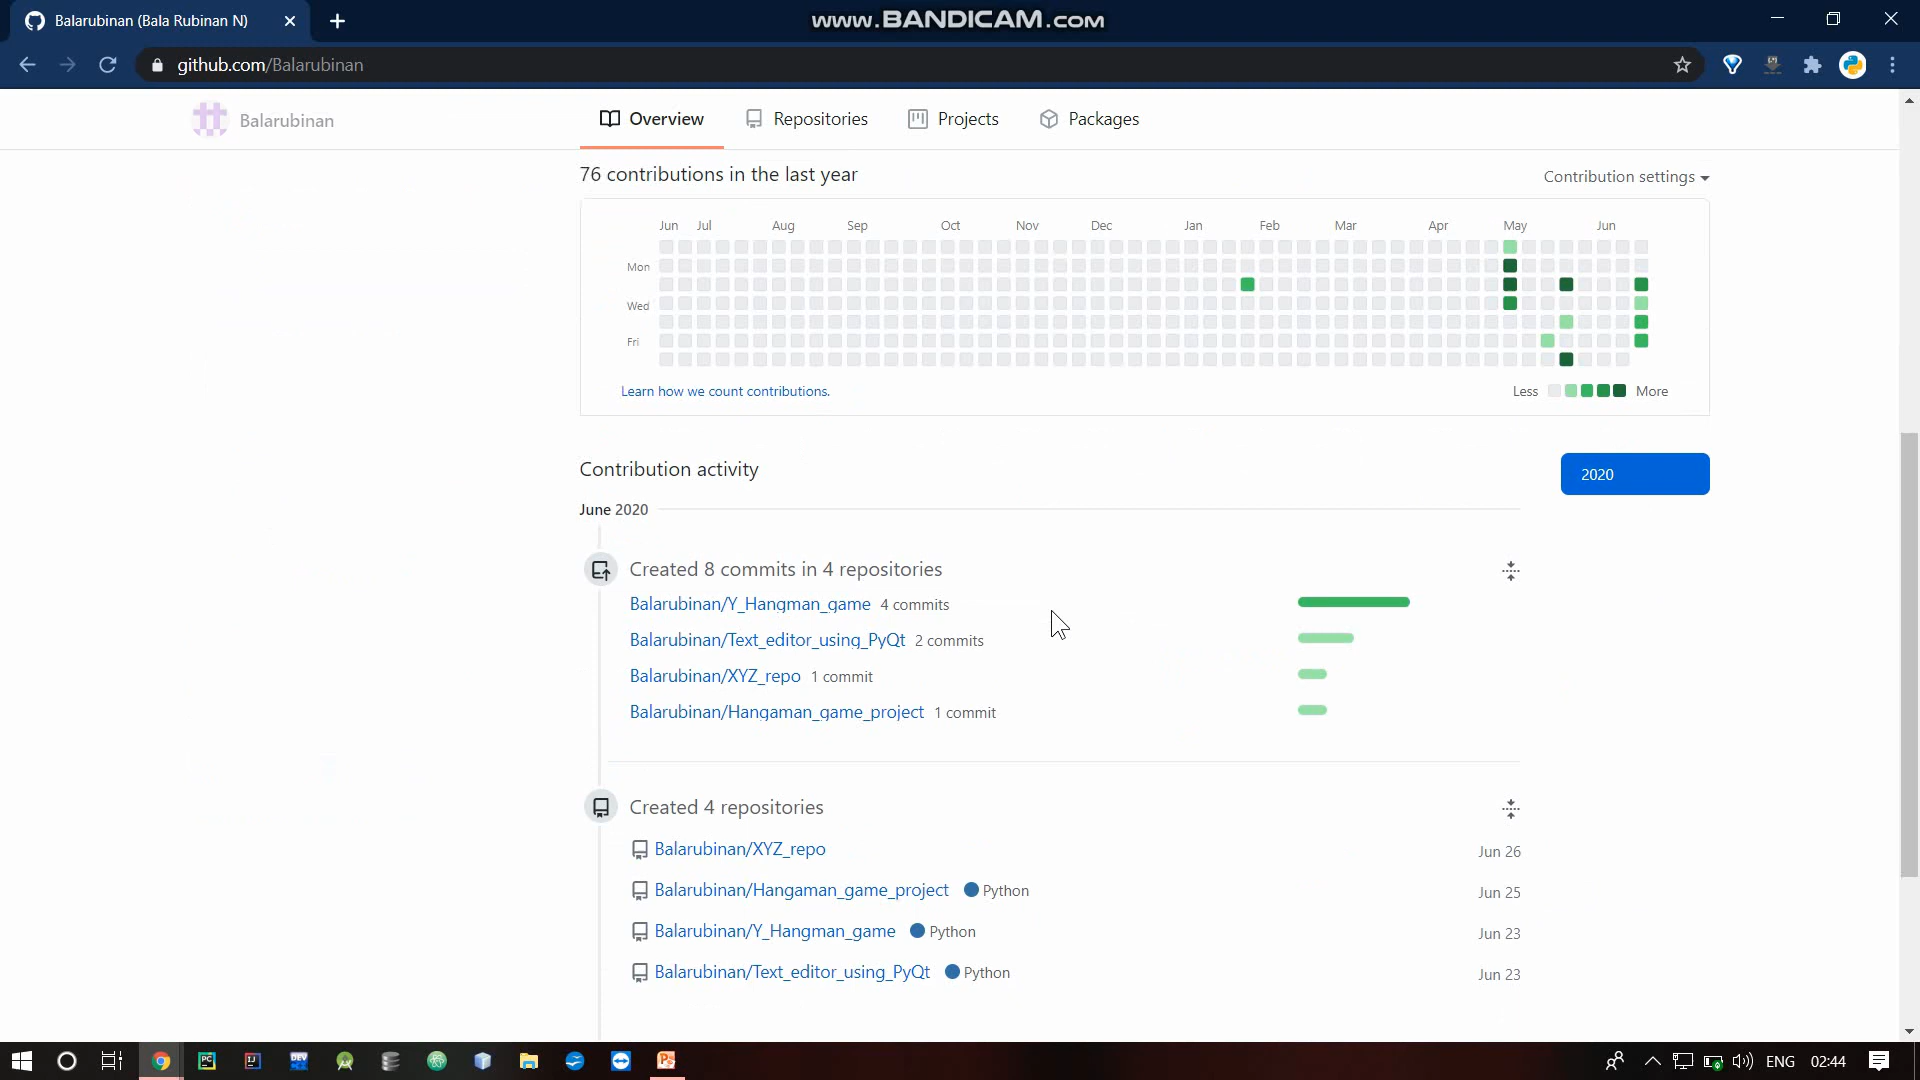 Balarubinan (Bala Rubinan N)
www.BANDICAM.com
github.com/Balarubinan
Balarubinan
Overview
Repositories
Projects
Packages
76 contributions in the last year
Contribution settings
Jun Jul Aug Sep Oct Nov Dec Jan Feb Mar Apr May Jun
Mon
Wed
Fri
Learn how we count contributions.
Less
More
Contribution activity
2020
June 2020
Created 8 commits in 4 repositories
Balarubinan/Y_Hangman_game 4 commits
Balarubinan/Text_editor_using_PyQt 2 commits
Balarubinan/XYZ_repo 1 commit
Balarubinan/Hangaman_game_project 1 commit
Created 4 repositories
Balarubinan/XYZ_repo Jun 26
Balarubinan/Hangaman_game_project Python Jun 25
Balarubinan/Y_Hangman_game Python Jun 23
Balarubinan/Text_editor_using_PyQt Python Jun 23
ENG 02:44